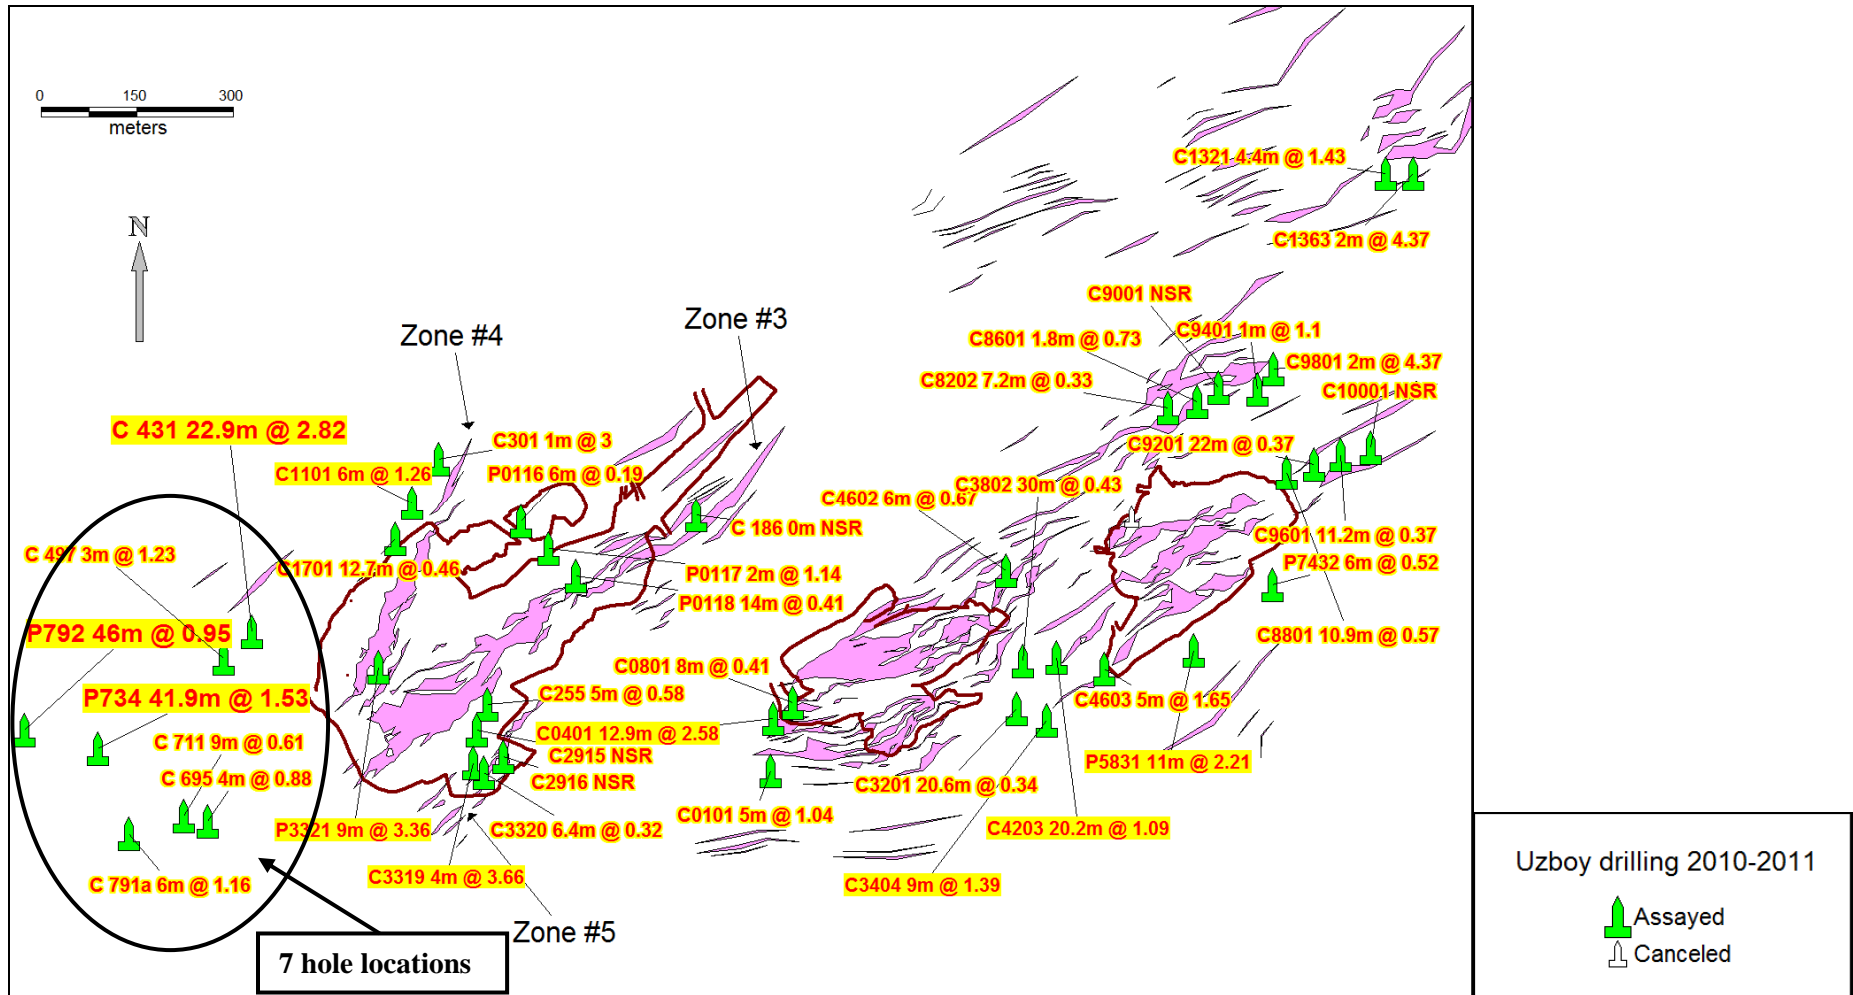 0 150 300
meters
N
C1321 4.4m @ 1.43
C1363 2m @ 4.37
C9001 NSR
Zone #3
Zone #4
C9401 1m @ 1.1
C8601 1.8m @ 0.73
C9801 2m @ 4.37
C8202 7.2m @ 0.33
C10001 NSR
C 431 22.9m @ 2.82
C301 1m @ 3
C9201 22m @ 0.37
C1101 6m @ 1.26
P0116 6m @ 0.19
C3802 30m @ 0.43
C4602 6m @ 0.67
C 186 0m NSR
C9601 11.2m @ 0.37
C 497 3m @ 1.23
C1701 12.7m @ 0.46
P7432 6m @ 0.52
P0117 2m @ 1.14
P0118 14m @ 0.41
P792 46m @ 0.95
C8801 10.9m @ 0.57
C0801 8m @ 0.41
P734 41.9m @ 1.53
C255 5m @ 0.58
C4603 5m @ 1.65
C0401 12.9m @ 2.58
C 711 9m @ 0.61
C2915 NSR
P5831 11m @ 2.21
C 695 4m @ 0.88
C2916 NSR
C3201 20.6m @ 0.34
C0101 5m @ 1.04
P3321 9m @ 3.36
C3320 6.4m @ 0.32
C4203 20.2m @ 1.09
C3319 4m @ 3.66
C 791a 6m @ 1.16
C3404 9m @ 1.39
Zone #5
7 hole locations
Uzboy drilling 2010-2011
Assayed
Canceled